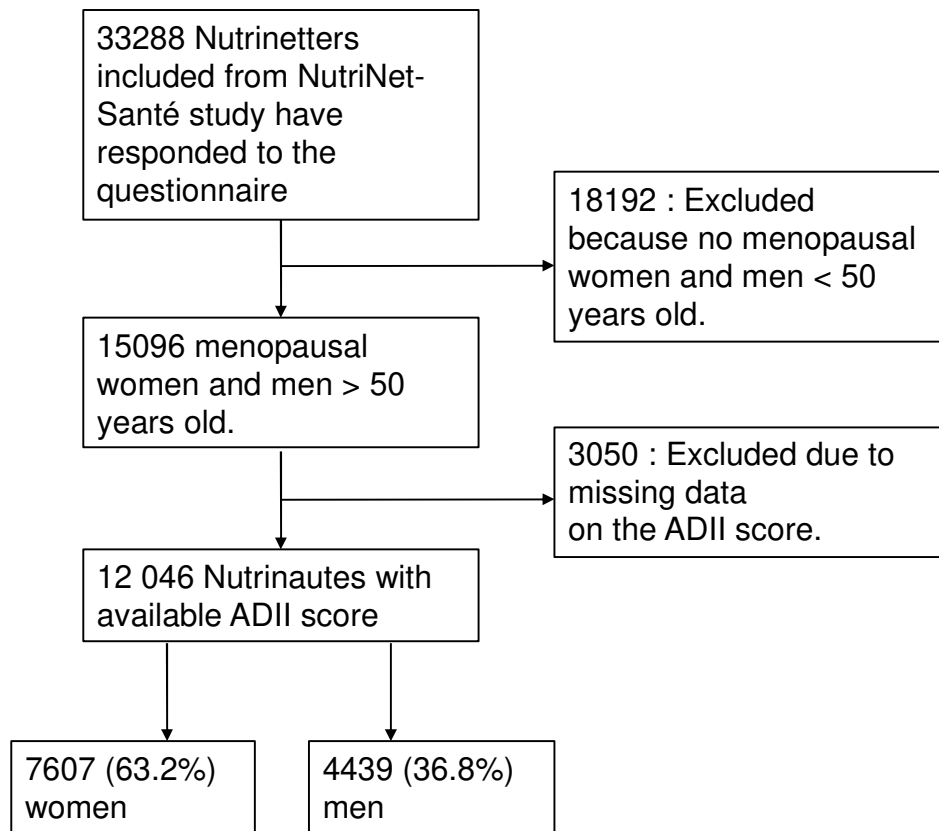 33288 Nutrinetters
included from NutriNet-
Santé study have
responded to the
questionnaire
18192 : Excluded
because no menopausal
women and men < 50
years old.
15096 menopausal
women and men > 50
years old.
3050 : Excluded due to
missing data
on the ADII score.
12 046 Nutrinautes with
available ADII score
7607 (63.2%)
women
4439 (36.8%)
men